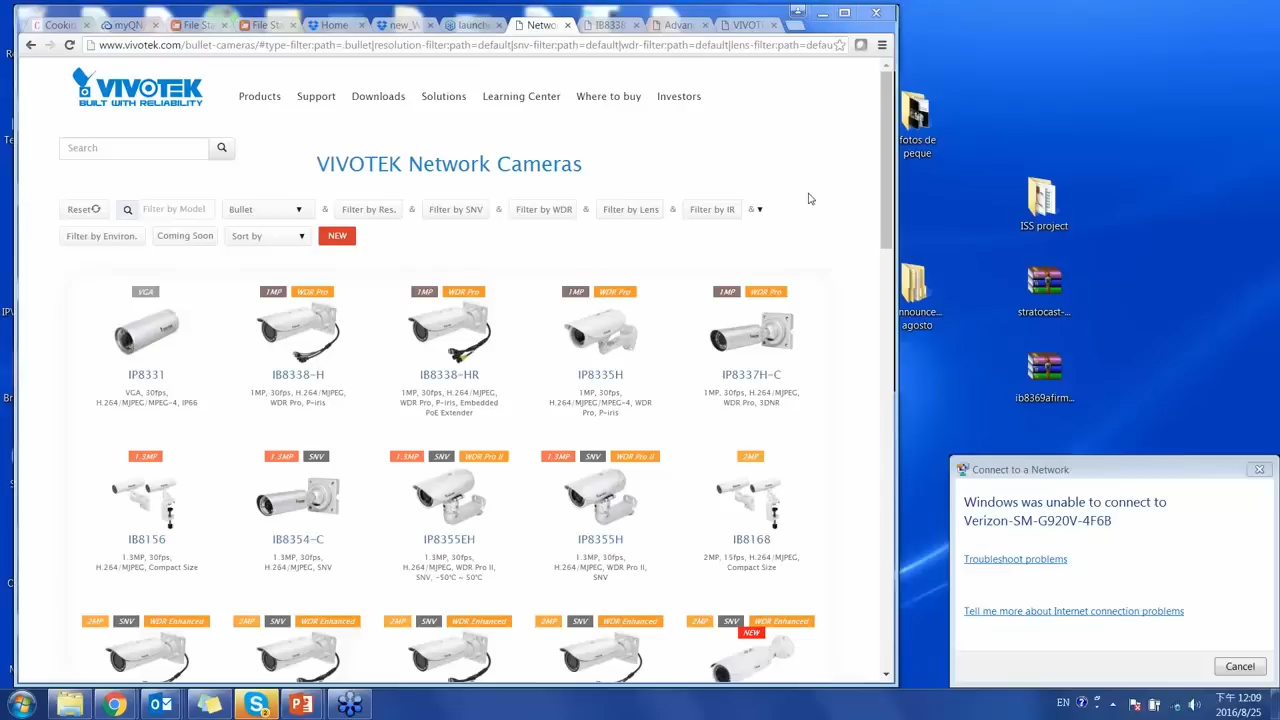 Cookin
myQN
File Sta
File Sta
Home
new_W
launch
Networ
IB8338
Advan
VIVOT
www.vivotek.com/bullet-cameras/#type-filter:path=.bullet|resolution-filter:path=default|snv-filter:path=default|wdr-filter:path=default|lens-filter:path=defau
VIVOTEK
BUILT WITH RELIABILITY
Products
Support
Downloads
Solutions
Learning Center
Where to buy
Investors
Search
VIVOTEK Network Cameras
Reset
Filter by Model
Bullet
& Filter by Res. & Filter by SNV & Filter by WDR & Filter by Lens & Filter by IR &
Filter by Environ.
Coming Soon
Sort by
NEW
VGA
1MP WDR Pro
1MP WDR Pro
1MP WDR Pro
1MP WDR Pro
IP8331
IB8338-H
IB8338-HR
IP8335H
IP8337H-C
VGA, 30fps,
H.264/MJPEG/MPEG-4, IP66
1MP, 30fps, H.264/MJPEG,
WDR Pro, P-iris
1MP, 30fps, H.264/MJPEG,
WDR Pro, P-iris, Embedded
PoE Extender
1MP, 30fps,
H.264/MJPEG/MPEG-4, WDR
Pro, P-iris
1MP, 30fps, H.264/MJPEG,
WDR Pro, 3DNR
1.3MP
1.3MP SNV
1.3MP SNV WDR Pro II
1.3MP SNV WDR Pro II
2MP
IB8156
IB8354-C
IP8355EH
IP8355H
IB8168
1.3MP, 30fps,
H.264/MJPEG, Compact Size
1.3MP, 30fps,
H.264/MJPEG, SNV
1.3MP, 30fps,
H.264/MJPEG, WDR Pro II,
SNV, -50°C ~ 50°C
1.3MP, 30fps,
H.264/MJPEG, WDR Pro II,
SNV
2MP, 15fps, H.264/MJPEG,
Compact Size
2MP SNV WDR Enhanced
2MP SNV WDR Enhanced
2MP SNV WDR Enhanced
2MP SNV WDR Enhanced
2MP SNV WDR Enhanced
NEW
fotos de
peque
ISS project
nnounce...
agosto
stratocast-...
ib8369afirm...
Connect to a Network
Windows was unable to connect to
Verizon-SM-G920V-4F6B
Troubleshoot problems
Tell me more about Internet connection problems
Cancel
EN
下午 12:09
2016/8/25